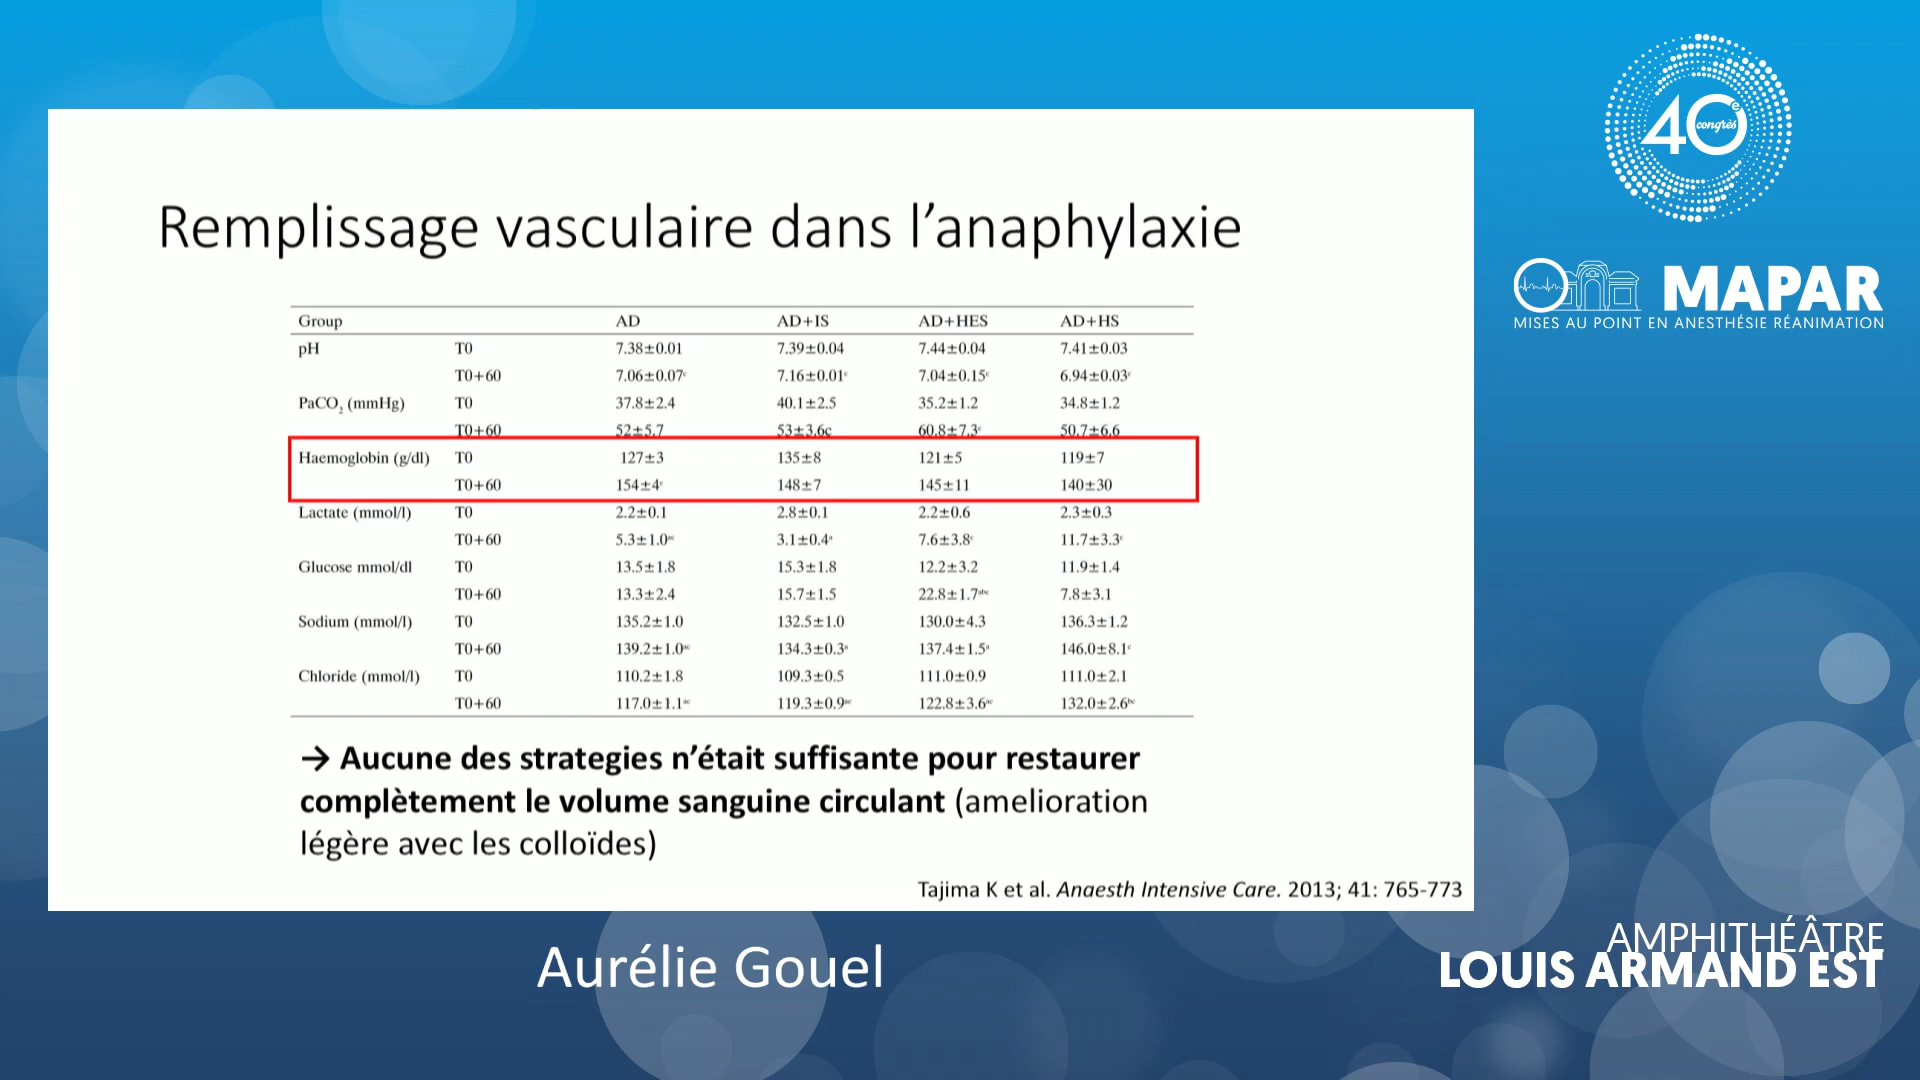 40e congrès
MAPAR
MISES AU POINT EN ANESTHÉSIE RÉANIMATION
Remplissage vasculaire dans l’anaphylaxie
Group AD AD+IS AD+HES AD+HS
pH T0 7.38±0.01 7.39±0.04 7.44±0.04 7.41±0.03
T0+60 7.06±0.07c 7.16±0.01c 7.04±0.15c 6.94±0.03c
PaCO2 (mmHg) T0 37.8±2.4 40.1±2.5 35.2±1.2 34.8±1.2
T0+60 52±5.7 53±3.6c 60.8±7.3c 50.7±6.6
Haemoglobin (g/dl) T0 127±3 135±8 121±5 119±7
T0+60 154±4c 148±7 145±11 140±30
Lactate (mmol/l) T0 2.2±0.1 2.8±0.1 2.2±0.6 2.3±0.3
T0+60 5.3±1.0 3.1±0.4 7.6±3.8c 11.7±3.3c
Glucose mmol/dl T0 13.5±1.8 15.3±1.8 12.2±3.2 11.9±1.4
T0+60 13.3±2.4 15.7±1.5 22.8±1.7 7.8±3.1
Sodium (mmol/l) T0 135.2±1.0 132.5±1.0 130.0±4.3 136.3±1.2
T0+60 139.2±1.0 134.3±0.3 137.4±1.5 146.0±8.1c
Chloride (mmol/l) T0 110.2±1.8 109.3±0.5 111.0±0.9 111.0±2.1
T0+60 117.0±1.1 119.3±0.9 122.8±3.6 132.0±2.6
→ Aucune des strategies n’était suffisante pour restaurer
complètement le volume sanguine circulant (amelioration
légère avec les colloïdes)
Tajima K et al. Anaesth Intensive Care. 2013; 41: 765-773
Aurélie Gouel
AMPHITHÉÂTRE
LOUIS ARMAND EST